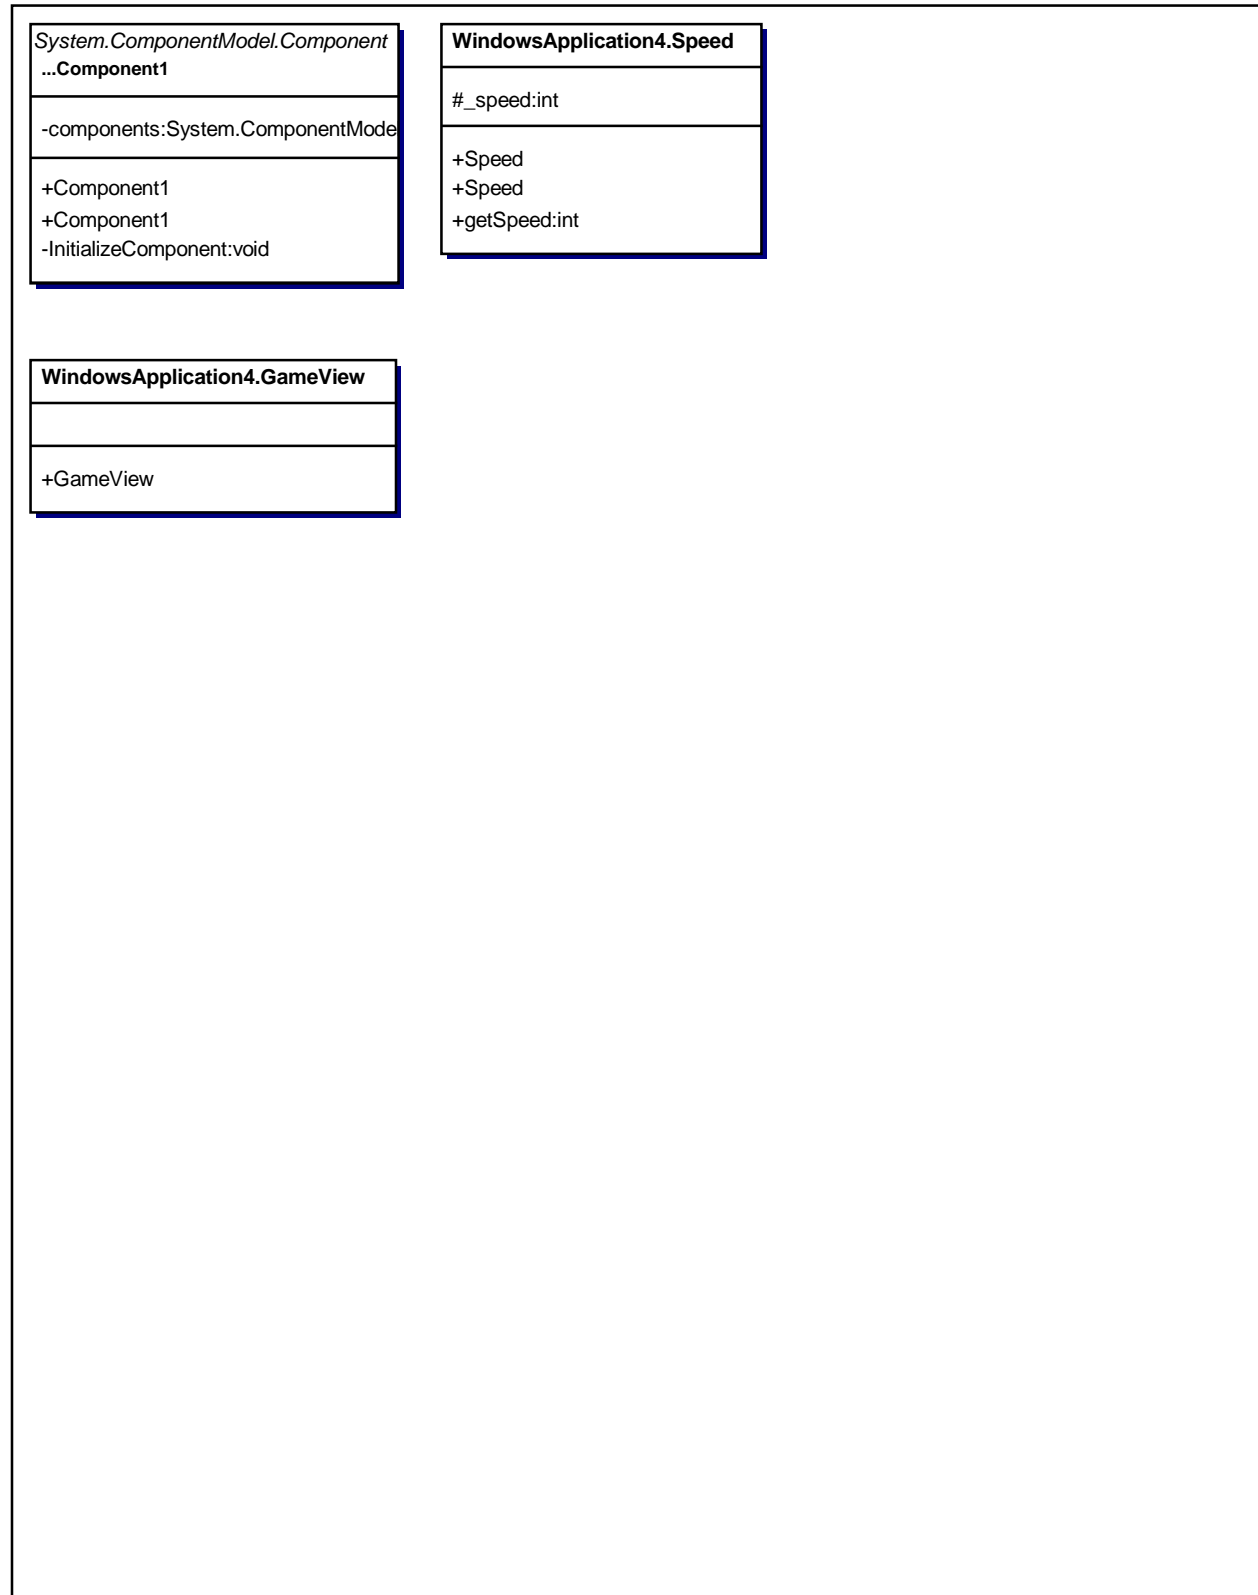 System.ComponentModel.Component
...Component1
-components:System.ComponentMode
+Component1
+Component1
-InitializeComponent:void
WindowsApplication4.Speed
#_speed:int
+Speed
+Speed
+getSpeed:int
WindowsApplication4.GameView
+GameView